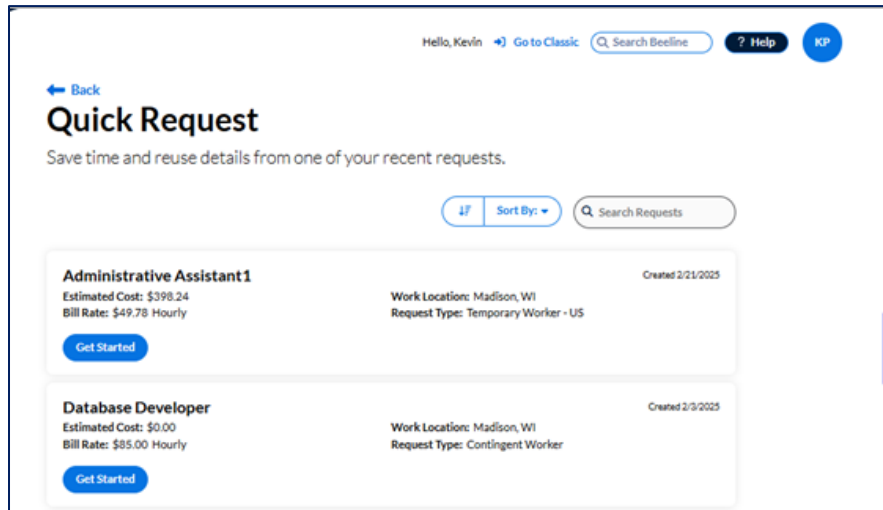 Hello, Kevin Go to Classic Search Beeline ? Help KP
Back
Quick Request
Save time and reuse details from one of your recent requests.
Sort By: Search Requests
Administrative Assistant1 Created 2/21/2025
Estimated Cost: $398.24 Work Location: Madison, WI
Bill Rate: $49.78 Hourly Request Type: Temporary Worker - US
Get Started
Database Developer Created 2/3/2025
Estimated Cost: $0.00 Work Location: Madison, WI
Bill Rate: $85.00 Hourly Request Type: Contingent Worker
Get Started